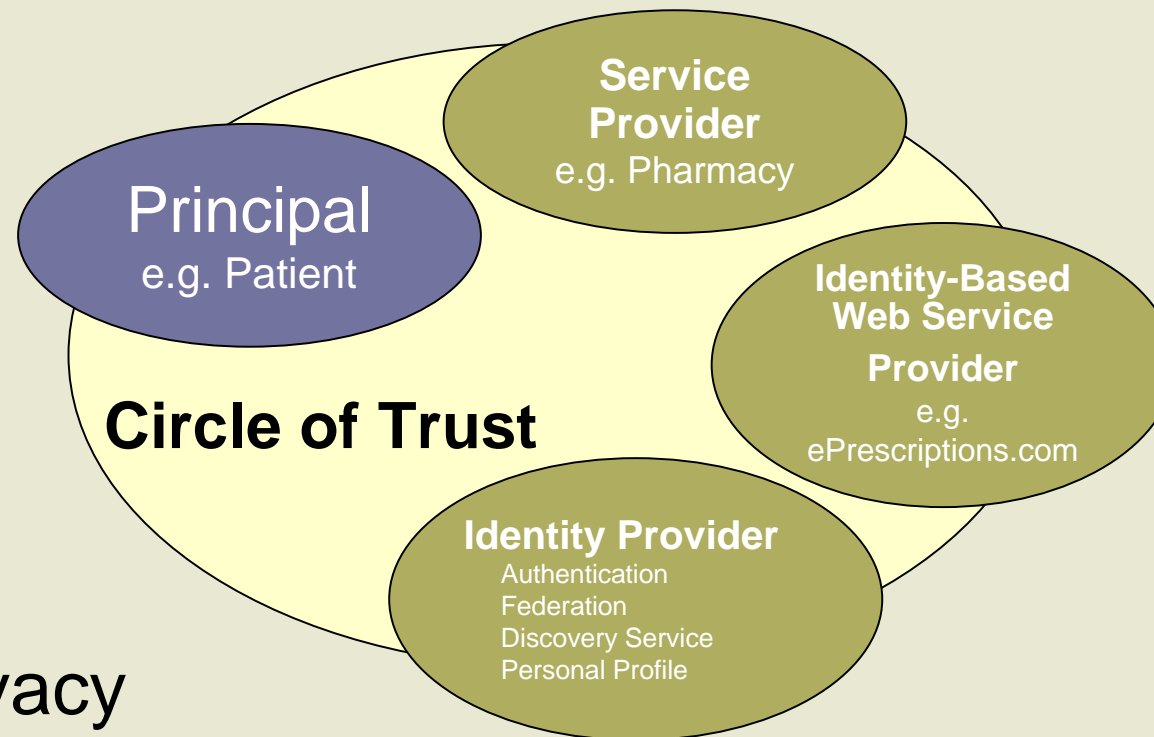 Service
Provider
e.g. Pharmacy
Principal
e.g. Patient
Identity-Based
Web Service
Provider
e.g.
ePrescriptions.com
Circle of Trust
Identity Provider
Authentication
Federation
Discovery Service
Personal Profile
vacy